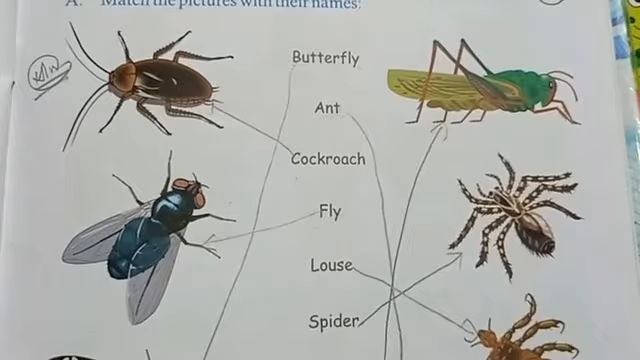 A. Match the pictures with their names:
Butterfly
Ant
Cockroach
Fly
Louse
Spider